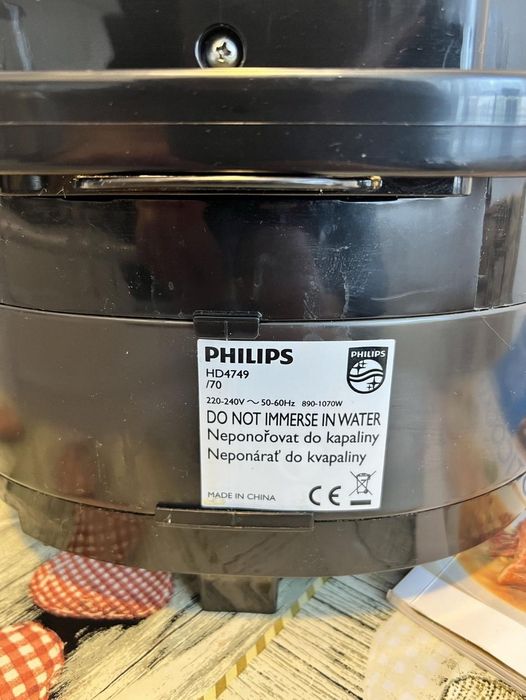 PHILIPS
PHILIPS
HD4749
/70
220-240V ~ 50-60Hz 890-1070W
DO NOT IMMERSE IN WATER
Neponořovat do kapaliny
Neponárať do kvapaliny
MADE IN CHINA
CE